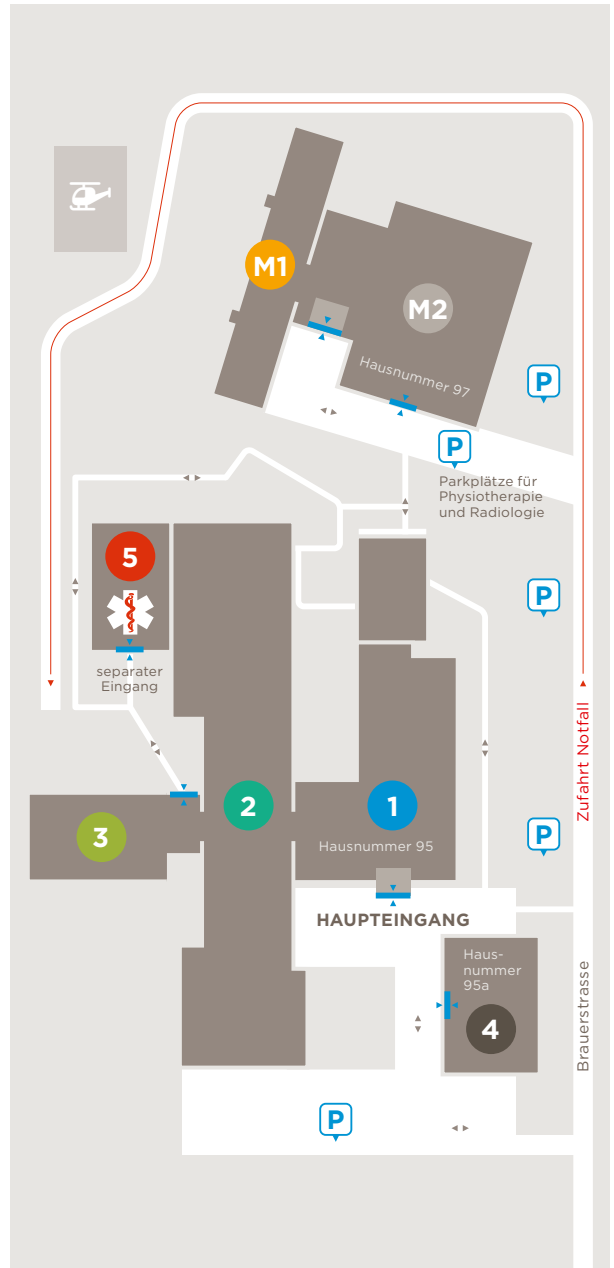 M1
M2
Hausnummer 97
P
P
Parkplätze für
Physiotherapie
und Radiologie
5
P
separater
Eingang
Zufahrt Notfall
2
1
3
Hausnummer 95
P
HAUPTEINGANG
Haus-
nummer
95a
4
Brauerstrasse
P